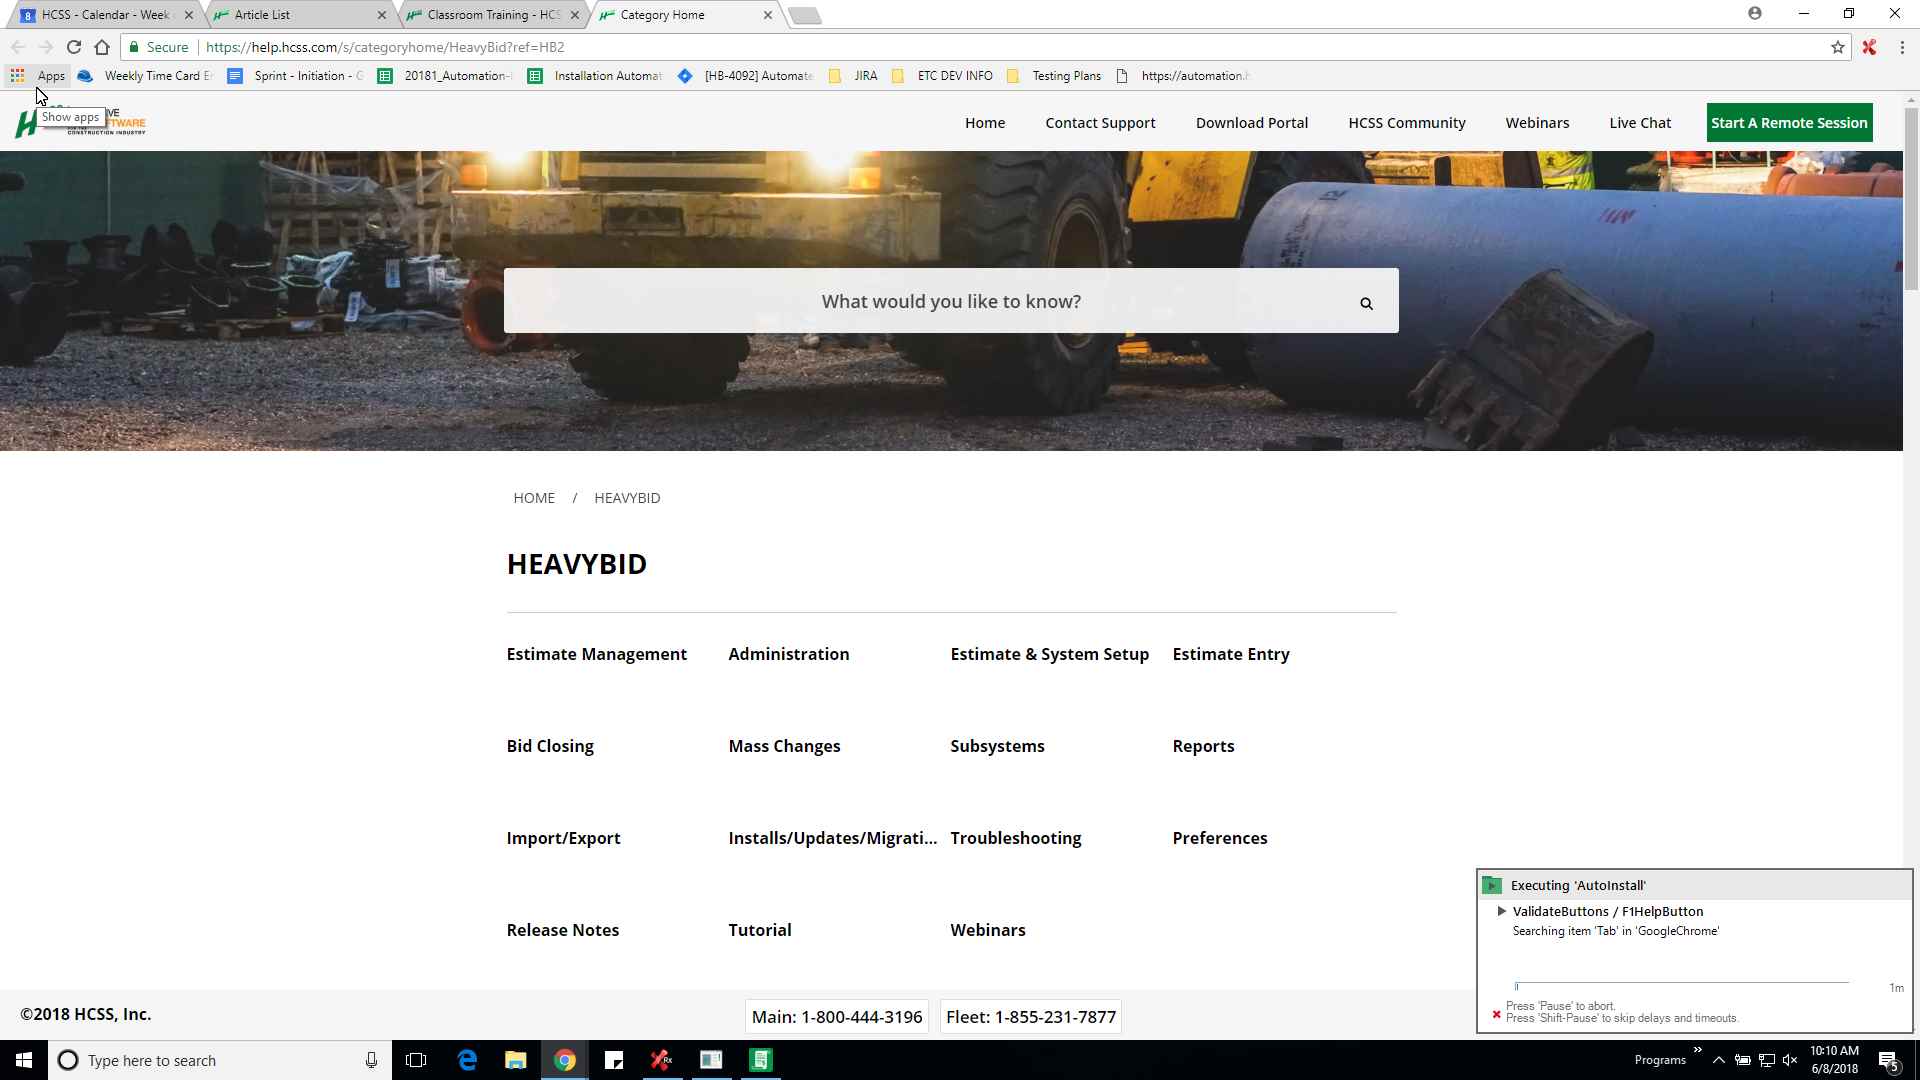 HCSS - Calendar - Week
Article List
Classroom Training - HCS
Category Home
Secure
https://help.hcss.com/s/categoryhome/HeavyBid?ref=HB2
Apps
Weekly Time Card E
Sprint - Initiation - G
20181_Automation-
Installation Automat
[HB-4092] Automate
JIRA
ETC DEV INFO
Testing Plans
https://automation.h
Show apps
CONSTRUCTION INDUSTRY
Home
Contact Support
Download Portal
HCSS Community
Webinars
Live Chat
Start A Remote Session
What would you like to know?
HOME / HEAVYBID
HEAVYBID
Estimate Management
Administration
Estimate & System Setup
Estimate Entry
Bid Closing
Mass Changes
Subsystems
Reports
Import/Export
Installs/Updates/Migrati...
Troubleshooting
Preferences
Release Notes
Tutorial
Webinars
Executing 'AutoInstall'
ValidateButtons / F1HelpButton
Searching item 'Tab' in 'GoogleChrome'
1m
Press 'Pause' to abort.
Press 'Shift-Pause' to skip delays and timeouts.
©2018 HCSS, Inc.
Main: 1-800-444-3196
Fleet: 1-855-231-7877
Type here to search
Programs
10:10 AM
6/8/2018
5